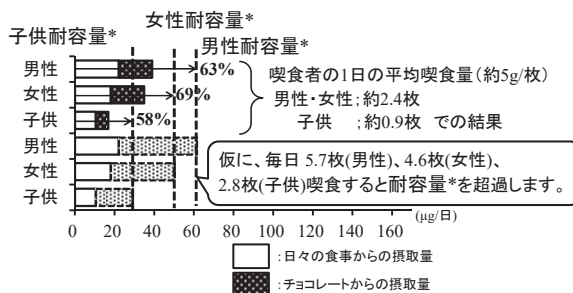 女性耐容量*
子供耐容量*
男性耐容量*
男性
63%
女性
69%
子供
58%
男性
女性
子供
喫食者の1日の平均喫食量(約5g/枚)
男性・女性;約2.4枚
子供 ;約0.9枚 での結果
仮に、毎日 5.7枚(男性)、4.6枚(女性)、
2.8枚(子供)喫食すると耐容量*を超過します。
0 20 40 60 80 100 120 140 160
(μg/日)
:日々の食事からの摂取量
:チョコレートからの摂取量